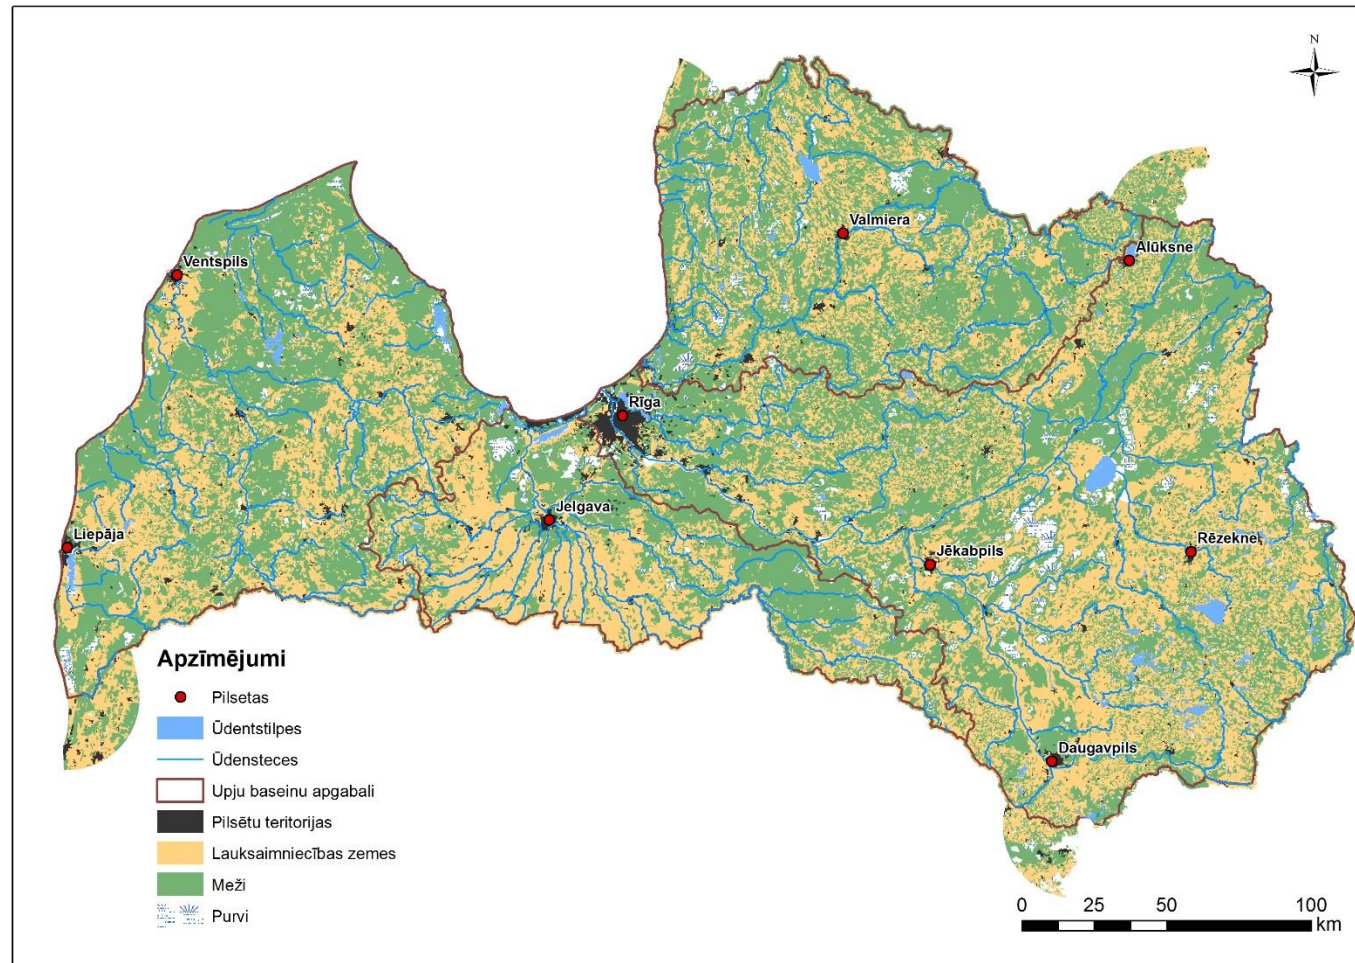 N
Valmiera
Alūksne
Ventspils
Rīga
Jelgava
Liepāja
Rēzekne
Jēkabpils
Daugavpils
Apzīmējumi
Pilsetas
Ūdentstilpes
Ūdensteces
Upju baseinu apgabali
Pilsētu teritorijas
Lauksaimniecības zemes
Meži
Purvi
0 25 50 100
km